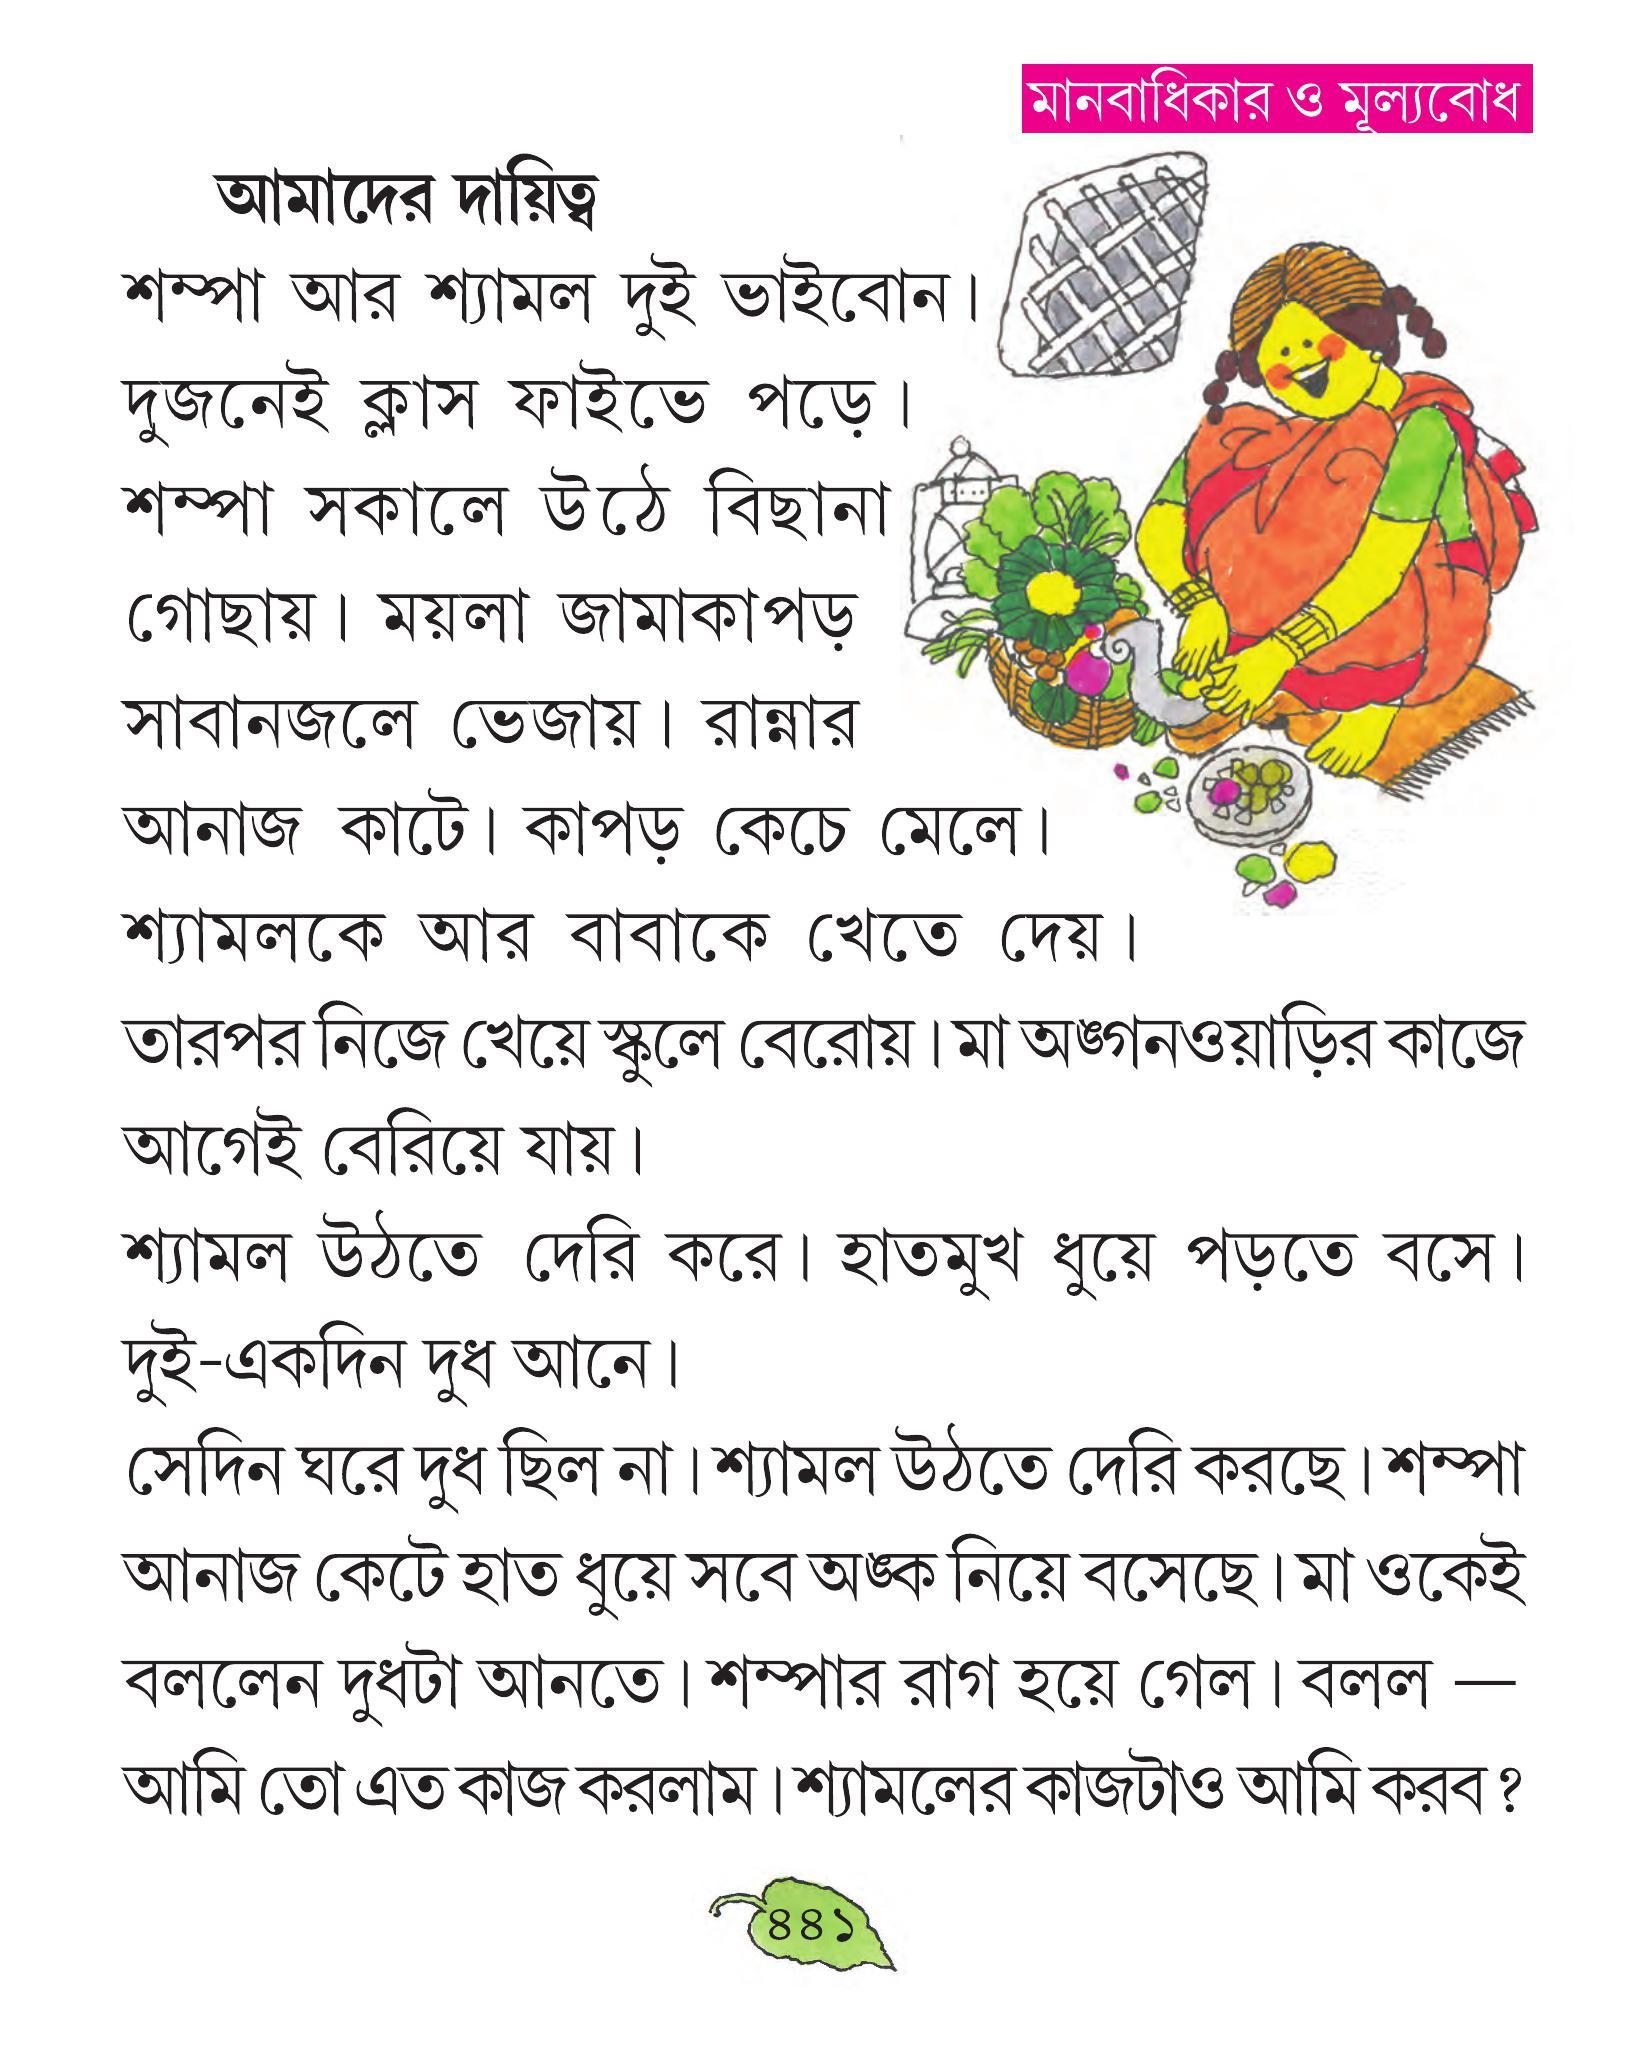 মানবাধিকার ও মূল্যবোধ
আমাদের দায়িত্ব
শম্পা আর শ্যামল দুই ভাইবোন।
দুজনেই ক্লাস ফাইভে পড়ে।
শম্পা সকালে উঠে বিছানা
গোছায়। ময়লা জামাকাপড়
সাবানজলে ভেজায়। রান্নার
আনাজ কাটে। কাপড় কেচে মেলে।
শ্যামলকে আর বাবাকে খেতে দেয়।
তারপর নিজে খেয়ে স্কুলে বেরোয়। মা অঙ্গনওয়াড়ির কাজে
আগেই বেরিয়ে যায়।
শ্যামল উঠতে দেরি করে। হাতমুখ ধুয়ে পড়তে বসে।
দুই-একদিন দুধ আনে।
সেদিন ঘরে দুধ ছিল না। শ্যামল উঠতে দেরি করছে। শম্পা
আনাজ কেটে হাত ধুয়ে সবে অঙ্ক নিয়ে বসেছে। মা ওকেই
বললেন দুধটা আনতে। শম্পার রাগ হয়ে গেল। বলল —
আমি তো এত কাজ করলাম। শ্যামলের কাজটাও আমি করব?
৪৪১